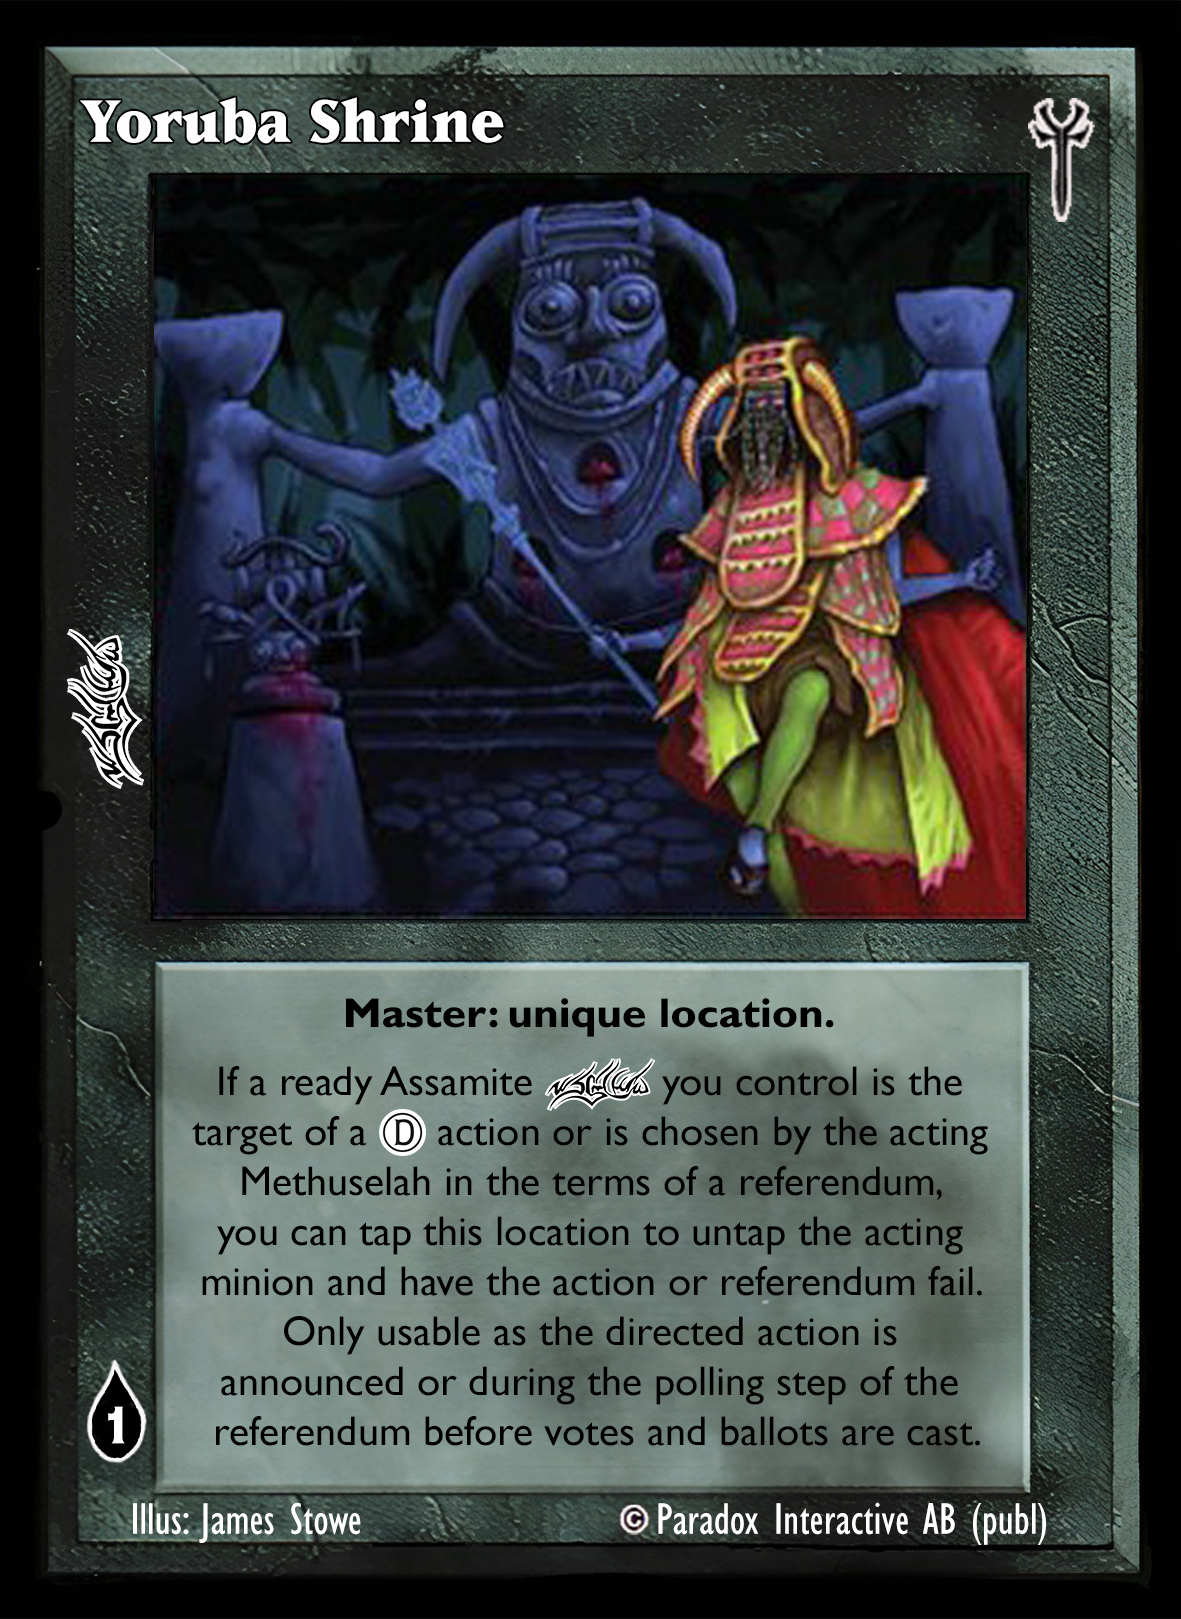 Yoruba Shrine
Master: unique location.
If a ready Assamite you control is the
target of a D action or is chosen by the acting
Methuselah in the terms of a referendum,
you can tap this location to untap the acting
minion and have the action or referendum fail.
Only usable as the directed action is
announced or during the polling step of the
referendum before votes and ballots are cast.
1
Illus: James Stowe
© Paradox Interactive AB (publ)